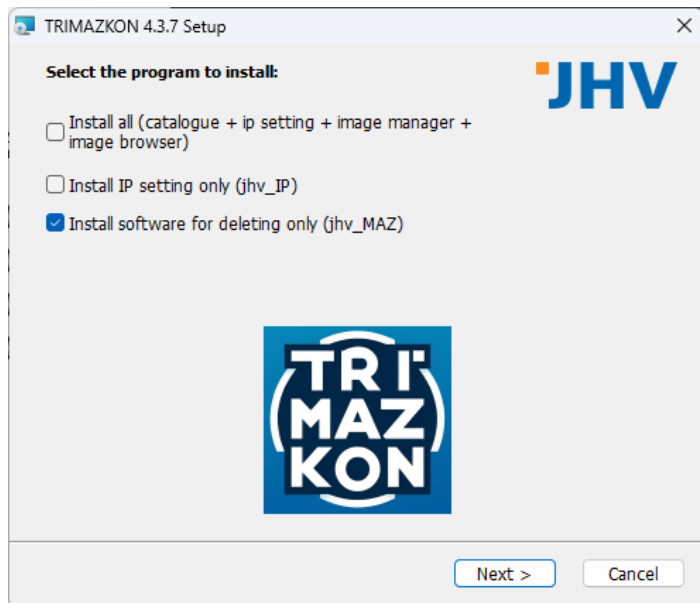 TRIMAZKON 4.3.7 Setup
Select the program to install:
JHV
Install all (catalogue + ip setting + image manager +
image browser)
Install IP setting only (jhv_IP)
Install software for deleting only (jhv_MAZ)
TRI
MAZ
KON
Next >
Cancel